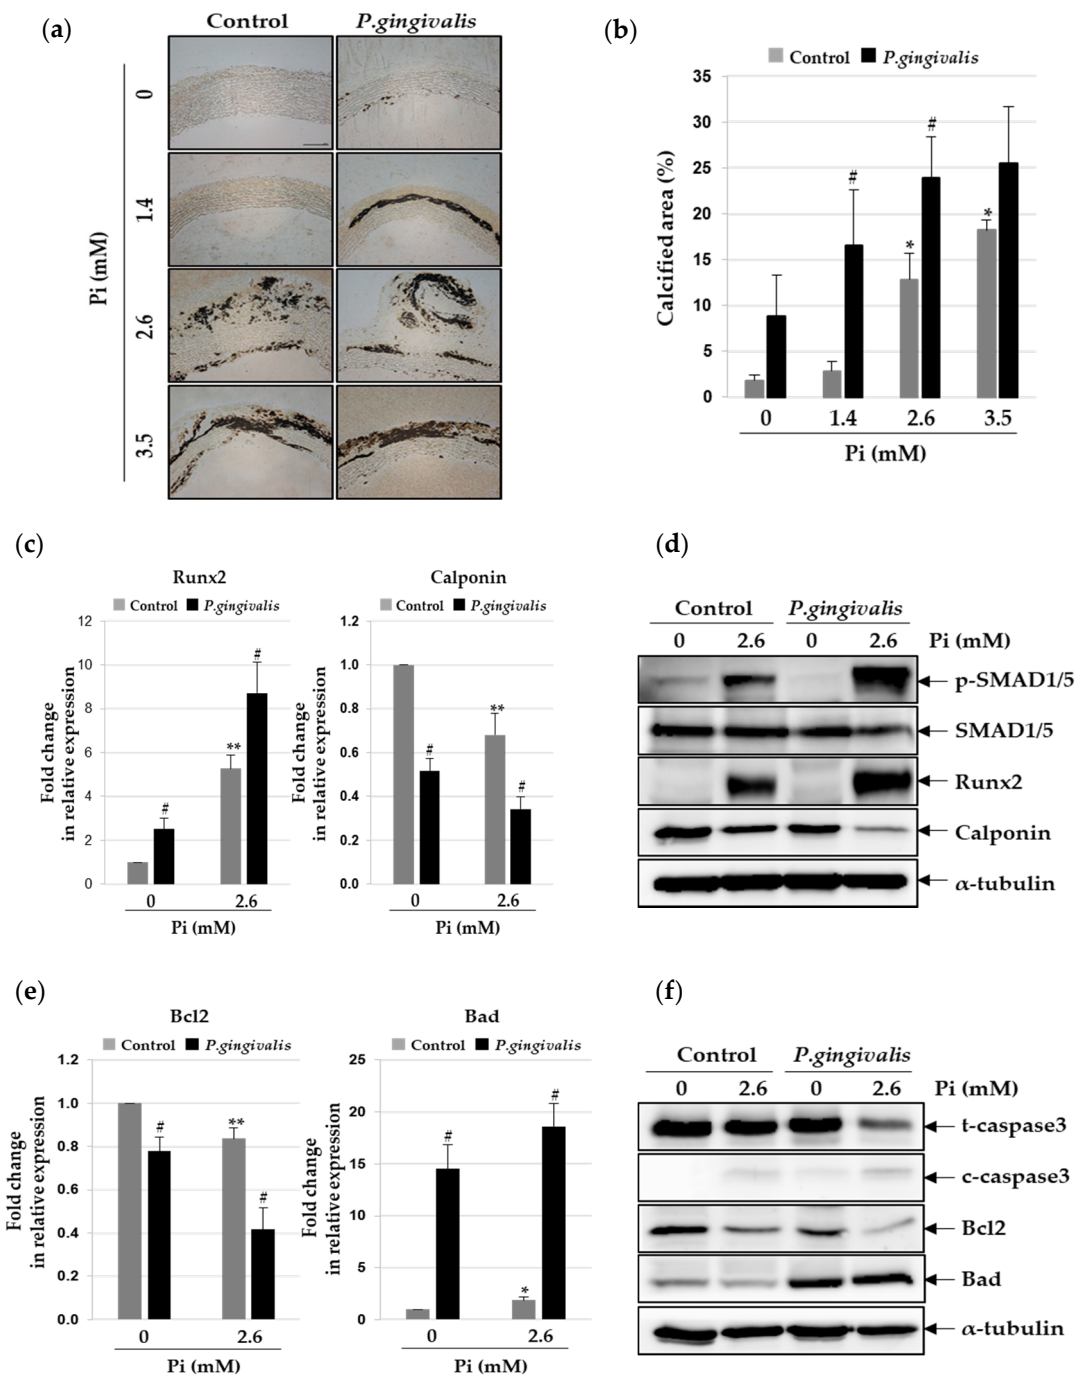 (a)
Control P.gingivalis
Pi (mM)
0
1.4
2.6
3.5
(b)
Control P.gingivalis
Calcified area (%)
35
30
25
20
15
10
5
0
# # * *
0 1.4 2.6 3.5
Pi (mM)
(c)
Runx2
Control P.gingivalis
Fold change
in relative expression
12
10
8
6
4
2
0
# ** #
0 2.6
Pi (mM)
Calponin
Control P.gingivalis
Fold change
in relative expression
1.2
1.0
0.8
0.6
0.4
0.2
0.0
# ** #
0 2.6
Pi (mM)
(d)
Control P.gingivalis
0 2.6 0 2.6 Pi (mM)
p-SMAD1/5
SMAD1/5
Runx2
Calponin
α-tubulin
(e)
Bcl2
Control P.gingivalis
Fold change
in relative expression
1.2
1.0
0.8
0.6
0.4
0.2
0.0
# ** #
0 2.6
Pi (mM)
Bad
Control P.gingivalis
Fold change
in relative expression
25
20
15
10
5
0
# * #
0 2.6
Pi (mM)
(f)
Control P.gingivalis
0 2.6 0 2.6 Pi (mM)
t-caspase3
c-caspase3
Bcl2
Bad
α-tubulin